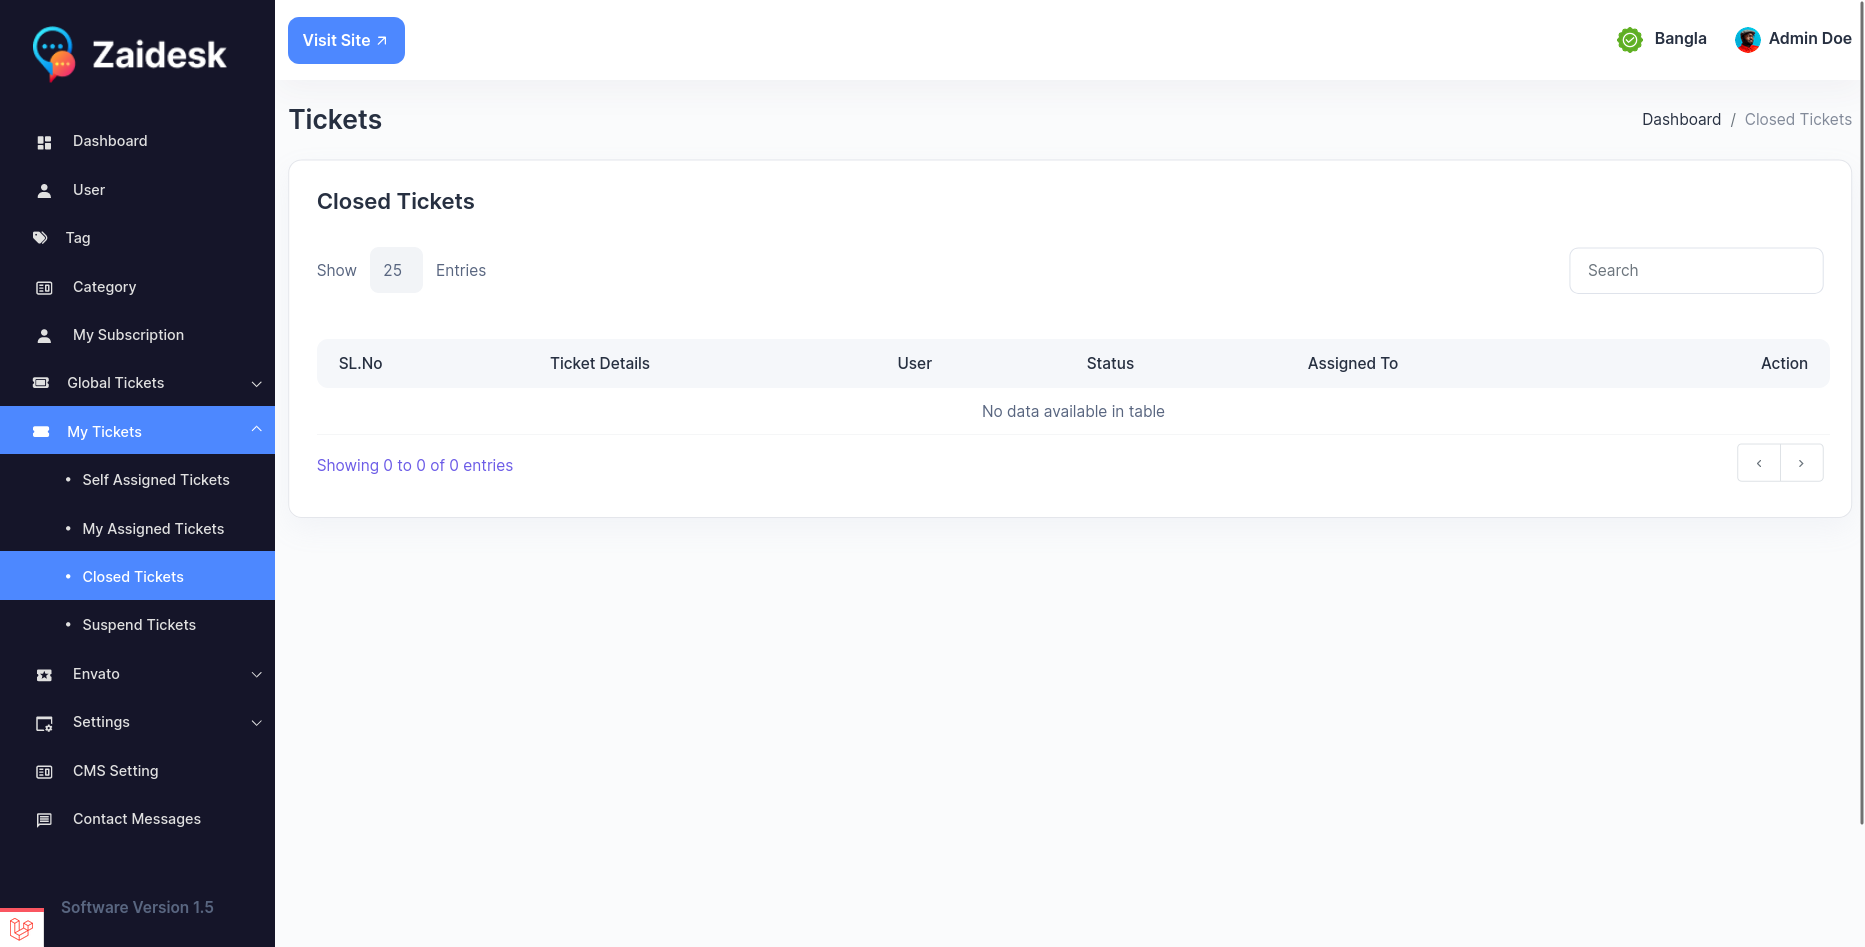 Zaidesk
Dashboard
User
Tag
Category
My Subscription
Global Tickets
My Tickets
• Self Assigned Tickets
• My Assigned Tickets
• Closed Tickets
• Suspend Tickets
Envato
Settings
CMS Setting
Contact Messages
Software Version 1.5
Visit Site
Bangla
Admin Doe
Tickets
Dashboard / Closed Tickets
Closed Tickets
Show 25 Entries
Search
SL.No Ticket Details User Status Assigned To Action
No data available in table
Showing 0 to 0 of 0 entries
‹ ›